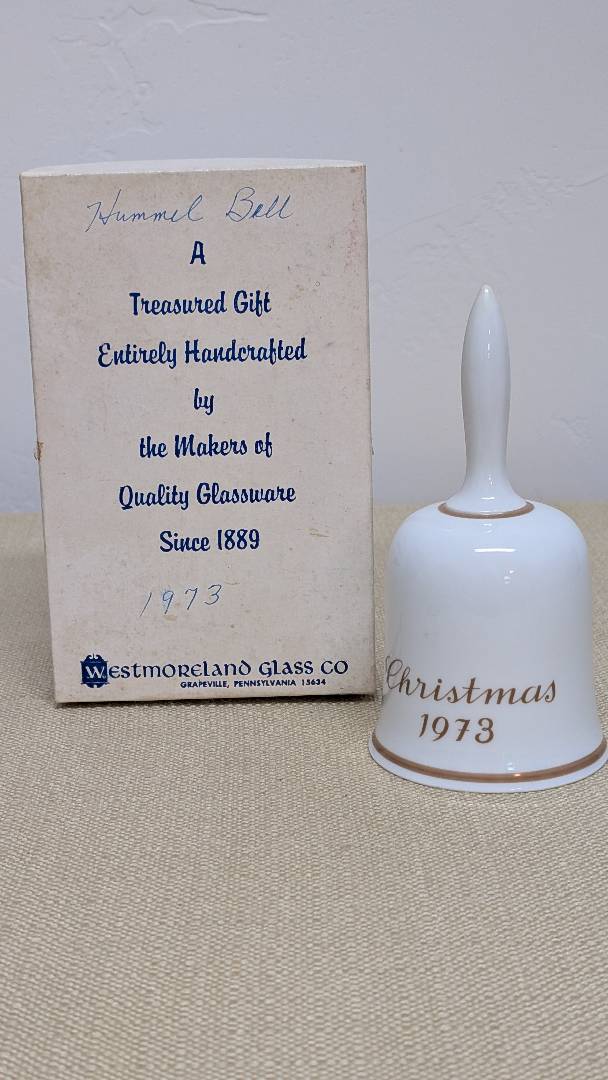 Hummel Bell
A
Treasured Gift
Entirely Handcrafted
by
the Makers of
Quality Glassware
Since 1889
1973
WESTMORELAND GLASS CO
GRAPEVILLE, PENNSYLVANIA 15634
Christmas
1973